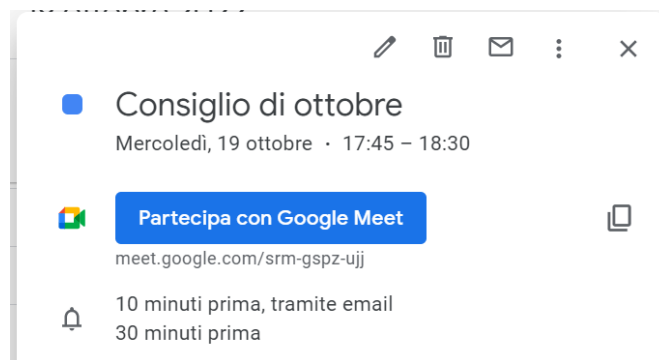 Consiglio di ottobre
Mercoledì, 19 ottobre · 17:45 – 18:30
Partecipa con Google Meet
meet.google.com/srm-gspz-ujj
10 minuti prima, tramite email
30 minuti prima